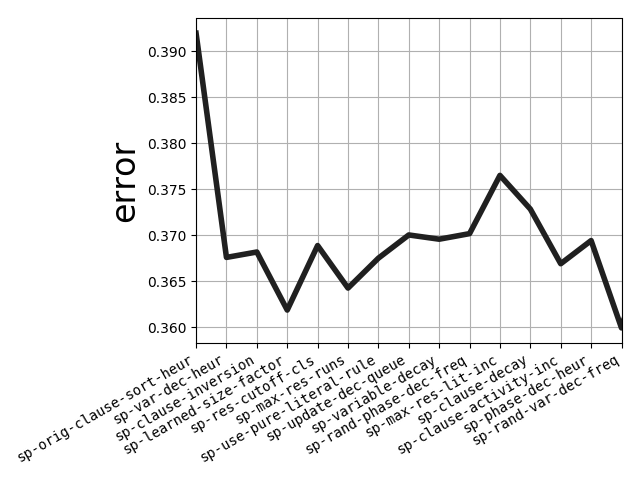 error
0.390
0.385
0.380
0.375
0.370
0.365
0.360
sp-orig-clause-sort-heur
sp-var-dec-heur
sp-clause-inversion
sp-learned-size-factor
sp-res-cutoff-cls
sp-max-res-runs
sp-use-pure-literal-rule
sp-update-dec-queue
sp-variable-decay
sp-rand-phase-dec-freq
sp-max-res-lit-inc
sp-clause-decay
sp-clause-activity-inc
sp-phase-dec-heur
sp-rand-var-dec-freq